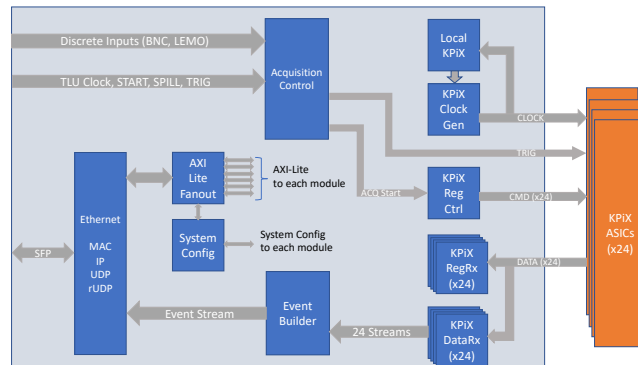 Discrete Inputs (BNC, LEMO)
TLU Clock, START, SPILL, TRIG
Acquisition
Control
Local
KPiX
KPiX
Clock
Gen
CLOCK
TRIG
AXI
Lite
Fanout
AXI-Lite
to each module
ACQ Start
KPiX
Reg
Ctrl
CMD (x24)
KPiX
ASICs
(x24)
Ethernet
MAC
IP
UDP
rUDP
SFP
System
Config
System Config
to each module
KPiX
RegRx
(x24)
DATA (x24)
Event Stream
Event
Builder
24 Streams
KPiX
DataRx
(x24)